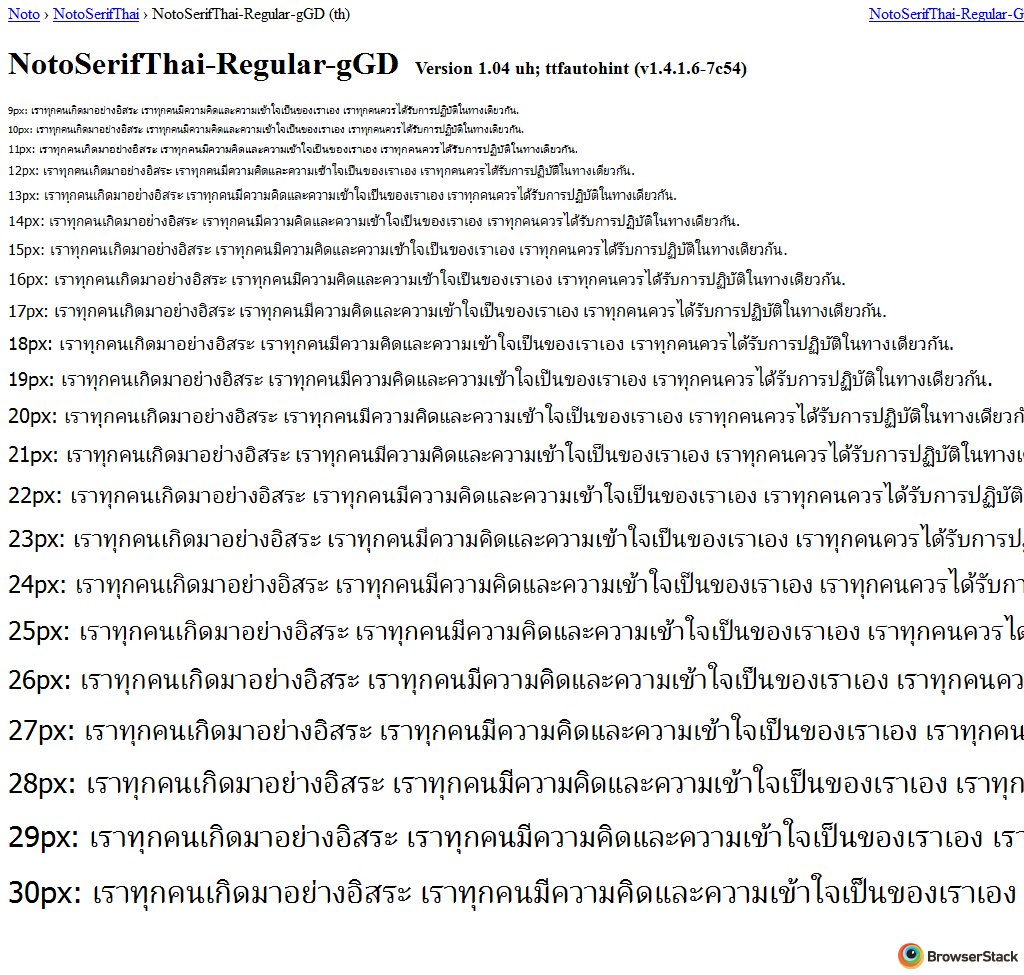 Noto › NotoSerifThai › NotoSerifThai-Regular-gGD (th) NotoSerifThai-Regular-G
NotoSerifThai-Regular-gGD Version 1.04 uh; ttfautohint (v1.4.1.6-7c54)
9px: เราทุกคนเกิดมาอย่างอิสระ เราทุกคนมีความคิดและความเข้าใจเป็นของเราเอง เราทุกคนควรได้รับการปฏิบัติในทางเดียวกัน.
10px: เราทุกคนเกิดมาอย่างอิสระ เราทุกคนมีความคิดและความเข้าใจเป็นของเราเอง เราทุกคนควรได้รับการปฏิบัติในทางเดียวกัน.
11px: เราทุกคนเกิดมาอย่างอิสระ เราทุกคนมีความคิดและความเข้าใจเป็นของเราเอง เราทุกคนควรได้รับการปฏิบัติในทางเดียวกัน.
12px: เราทุกคนเกิดมาอย่างอิสระ เราทุกคนมีความคิดและความเข้าใจเป็นของเราเอง เราทุกคนควรได้รับการปฏิบัติในทางเดียวกัน.
13px: เราทุกคนเกิดมาอย่างอิสระ เราทุกคนมีความคิดและความเข้าใจเป็นของเราเอง เราทุกคนควรได้รับการปฏิบัติในทางเดียวกัน.
14px: เราทุกคนเกิดมาอย่างอิสระ เราทุกคนมีความคิดและความเข้าใจเป็นของเราเอง เราทุกคนควรได้รับการปฏิบัติในทางเดียวกัน.
15px: เราทุกคนเกิดมาอย่างอิสระ เราทุกคนมีความคิดและความเข้าใจเป็นของเราเอง เราทุกคนควรได้รับการปฏิบัติในทางเดียวกัน.
16px: เราทุกคนเกิดมาอย่างอิสระ เราทุกคนมีความคิดและความเข้าใจเป็นของเราเอง เราทุกคนควรได้รับการปฏิบัติในทางเดียวกัน.
17px: เราทุกคนเกิดมาอย่างอิสระ เราทุกคนมีความคิดและความเข้าใจเป็นของเราเอง เราทุกคนควรได้รับการปฏิบัติในทางเดียวกัน.
18px: เราทุกคนเกิดมาอย่างอิสระ เราทุกคนมีความคิดและความเข้าใจเป็นของเราเอง เราทุกคนควรได้รับการปฏิบัติในทางเดียวกัน.
19px: เราทุกคนเกิดมาอย่างอิสระ เราทุกคนมีความคิดและความเข้าใจเป็นของเราเอง เราทุกคนควรได้รับการปฏิบัติในทางเดียวกัน.
20px: เราทุกคนเกิดมาอย่างอิสระ เราทุกคนมีความคิดและความเข้าใจเป็นของเราเอง เราทุกคนควรได้รับการปฏิบัติในทางเดียวกั
21px: เราทุกคนเกิดมาอย่างอิสระ เราทุกคนมีความคิดและความเข้าใจเป็นของเราเอง เราทุกคนควรได้รับการปฏิบัติในทางเ
22px: เราทุกคนเกิดมาอย่างอิสระ เราทุกคนมีความคิดและความเข้าใจเป็นของเราเอง เราทุกคนควรได้รับการปฏิบัติ
23px: เราทุกคนเกิดมาอย่างอิสระ เราทุกคนมีความคิดและความเข้าใจเป็นของเราเอง เราทุกคนควรได้รับการป
24px: เราทุกคนเกิดมาอย่างอิสระ เราทุกคนมีความคิดและความเข้าใจเป็นของเราเอง เราทุกคนควรได้รับกา
25px: เราทุกคนเกิดมาอย่างอิสระ เราทุกคนมีความคิดและความเข้าใจเป็นของเราเอง เราทุกคนควรได้
26px: เราทุกคนเกิดมาอย่างอิสระ เราทุกคนมีความคิดและความเข้าใจเป็นของเราเอง เราทุกคนคว
27px: เราทุกคนเกิดมาอย่างอิสระ เราทุกคนมีความคิดและความเข้าใจเป็นของเราเอง เราทุกคน
28px: เราทุกคนเกิดมาอย่างอิสระ เราทุกคนมีความคิดและความเข้าใจเป็นของเราเอง เราทุก
29px: เราทุกคนเกิดมาอย่างอิสระ เราทุกคนมีความคิดและความเข้าใจเป็นของเราเอง เรา
30px: เราทุกคนเกิดมาอย่างอิสระ เราทุกคนมีความคิดและความเข้าใจเป็นของเราเอง
BrowserStack